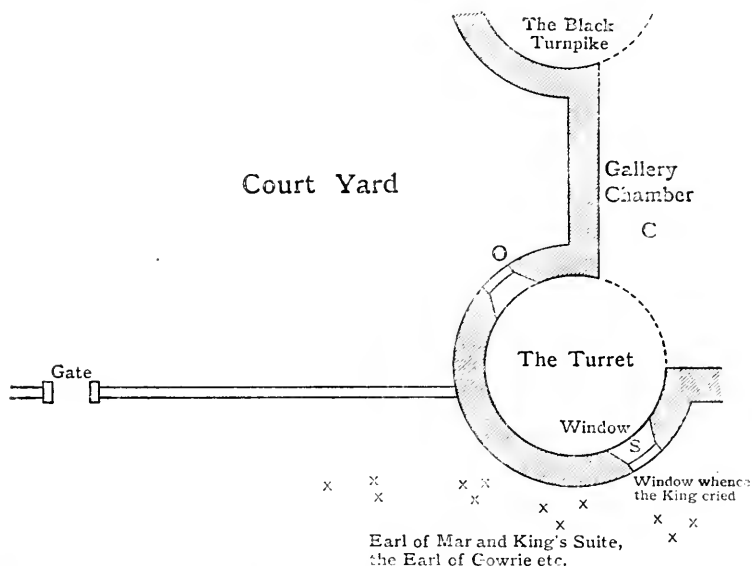 The Black
Turnpike
Court Yard
Gallery
Chamber
C
O
Gate
The Turret
Window
S
Window whence
the King cried
x x x x x x
x x x x x x
x x
Earl of Mar and King's Suite,
the Earl of Gowrie etc.